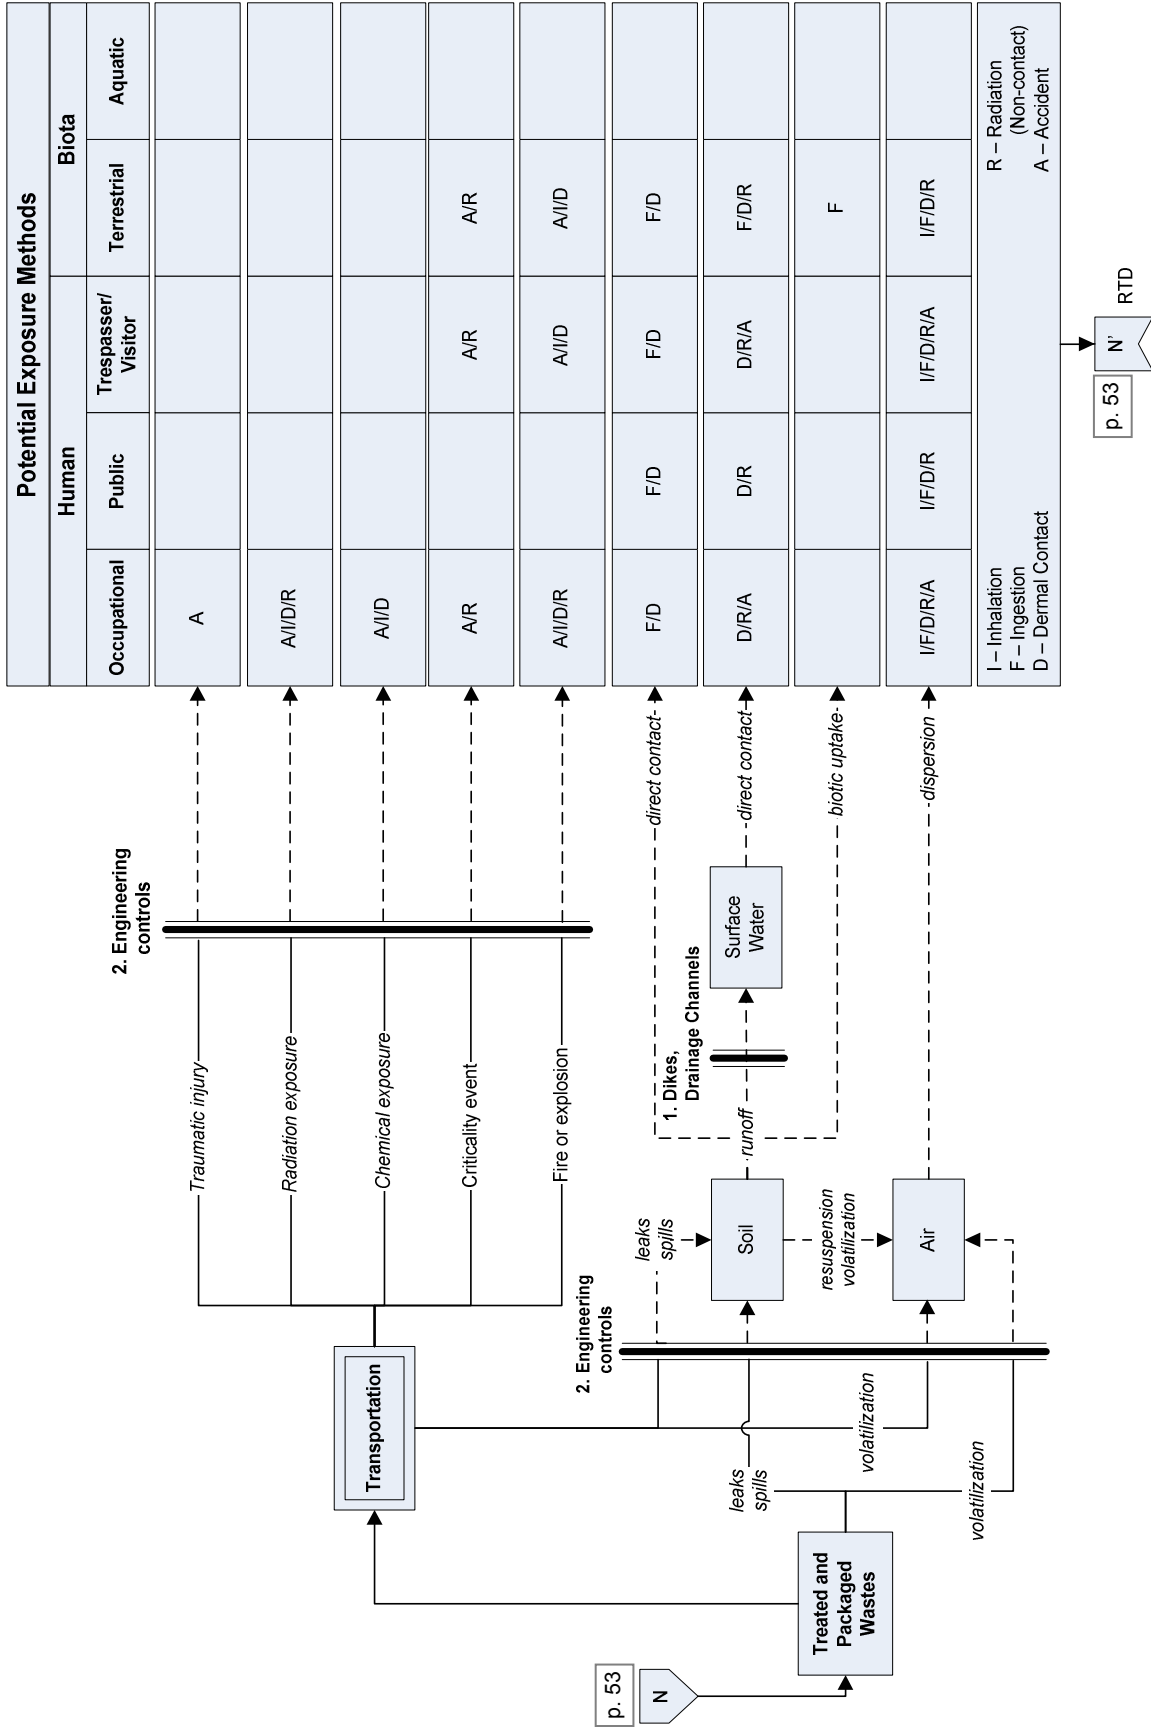 Potential Exposure Methods
Human
Biota
Occupational
Public
Trespasser/
Visitor
Terrestrial
Aquatic
A
A/I/D/R
A/I/D
A/R
A/R
A/R
A/I/D/R
A/I/D
A/I/D
F/D
F/D
F/D
F/D
D/R/A
D/R
D/R/A
F/D/R
F
I/F/D/R/A
I/F/D/R
I/F/D/R/A
I/F/D/R
I – Inhalation
F – Ingestion
D – Dermal Contact
R – Radiation
(Non-contact)
A – Accident
2. Engineering
controls
Traumatic injury
Radiation exposure
Chemical exposure
Criticality event
Fire or explosion
Transportation
direct contact
1. Dikes,
Drainage Channels
runoff
Surface
Water
direct contact
biotic uptake
dispersion
leaks
spills
Soil
resuspension
volatilization
Air
2. Engineering
controls
leaks
spills
volatilization
volatilization
Treated and
Packaged
Wastes
p. 53
N
p. 53
N'
RTD